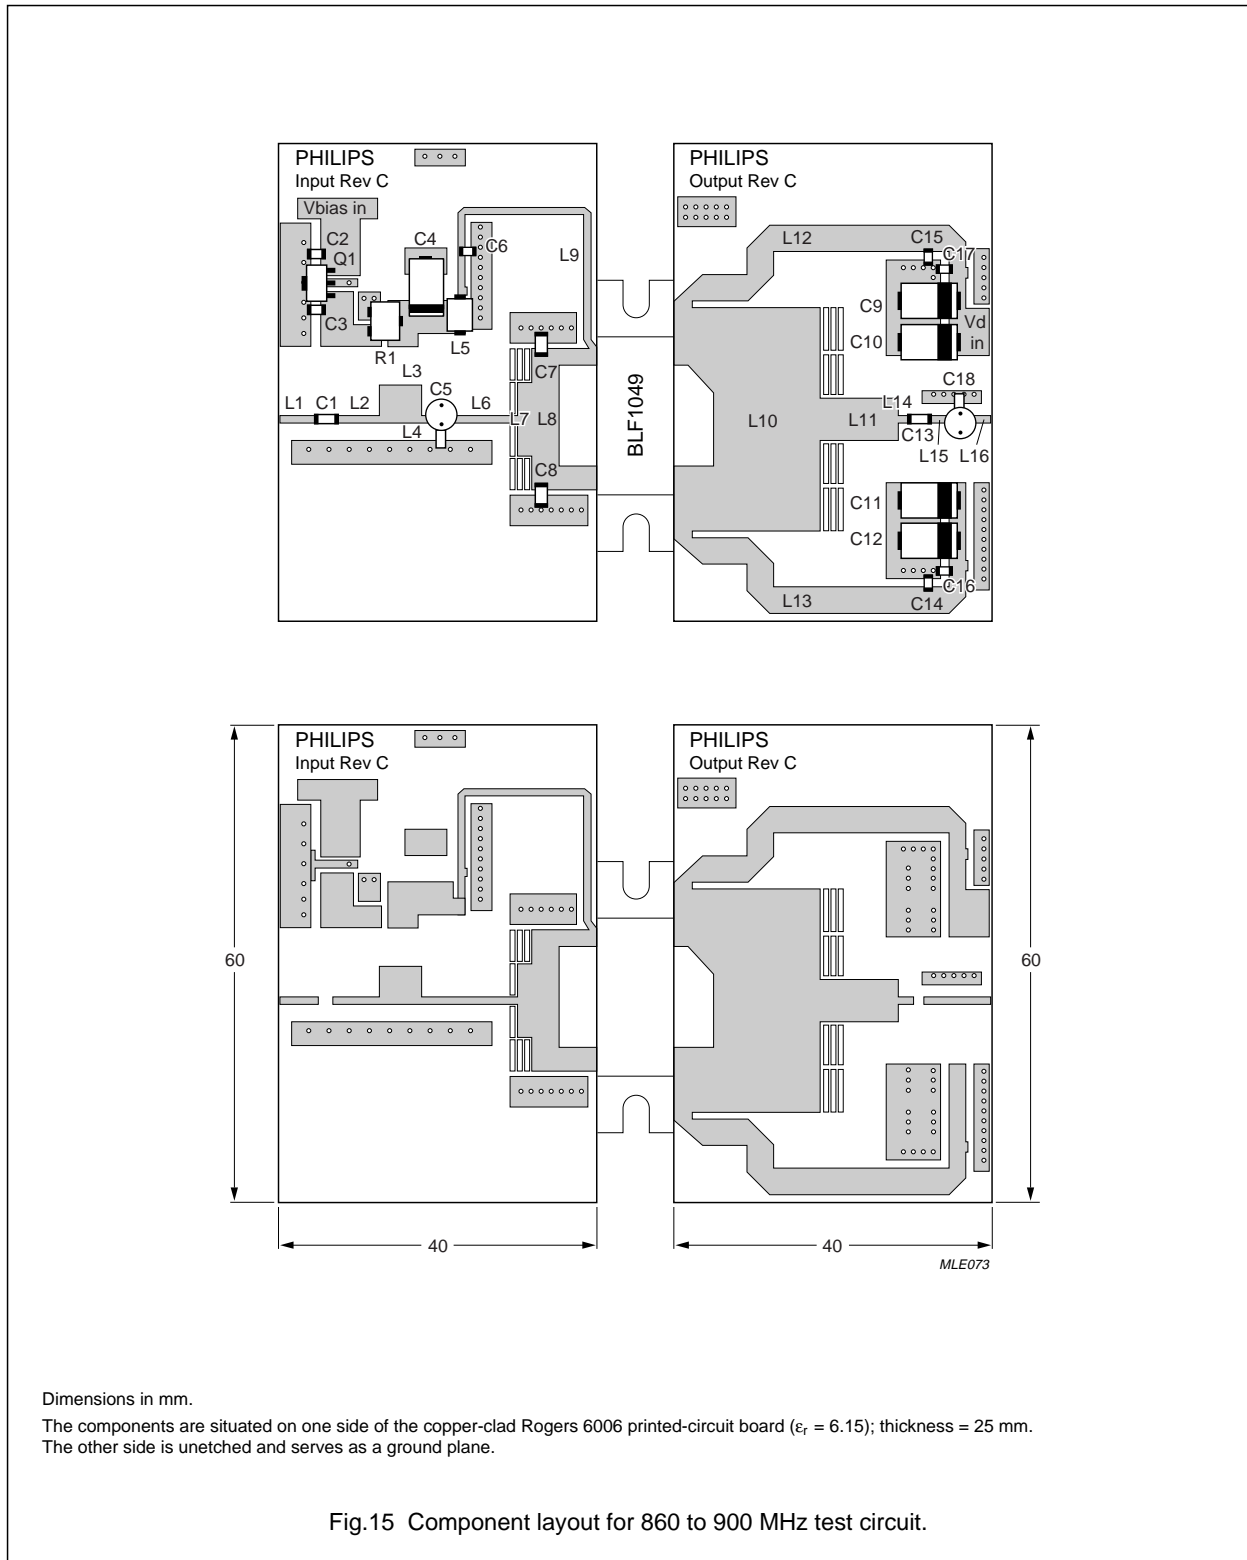 PHILIPS
Input Rev C
PHILIPS
Output Rev C
Vbias in
C2
Q1
C4
C6
L9
C3
R1
L5
L12
C15
C17
C9
C10
Vd
in
C7
L3
C5
C18
L1
C1
L2
L6
L4
L7
L8
BLF1049
L10
L11
L14
C13
L15
L16
C8
C11
C12
C16
L13
C14
PHILIPS
Input Rev C
PHILIPS
Output Rev C
60
60
40
40
MLE073
Dimensions in mm.
The components are situated on one side of the copper-clad Rogers 6006 printed-circuit board (εr = 6.15); thickness = 25 mm.
The other side is unetched and serves as a ground plane.
Fig.15 Component layout for 860 to 900 MHz test circuit.